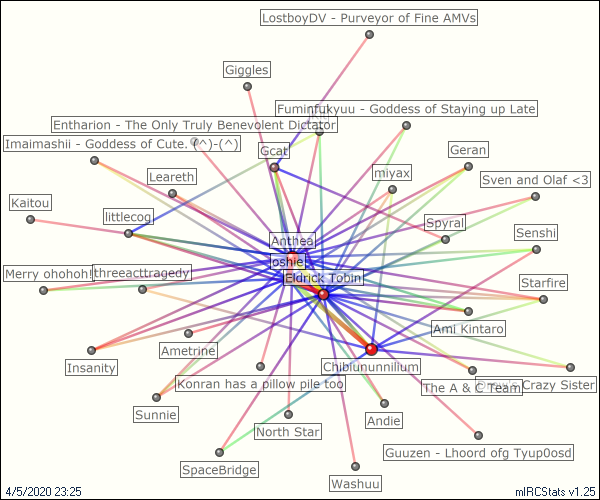 LostboyDV - Purveyor of Fine AMVs
Giggles
Fuminfukyuu - Goddess of Staying up Late
Entharion - The Only Truly Benevolent Dictator
Imaimashii - Goddess of Cute. (^)-(^)
Gcat
Geran
miyax
Leareth
Sven and Olaf <3
Kaitou
littlecog
Spyral
Anthea
Senshi
Joshie
Merry ohohoh!
threeacttragedy
Eldrick Tobin
Starfire
Ami Kintaro
Ametrine
Insanity
Chibiununnilium
Konran has a pillow pile too
The A & C Team
Crazy Sister
Sunnie
Andie
North Star
Guuzen - Lhoord ofg Tyup0osd
SpaceBridge
Washuu
4/5/2020 23:25
mIRCStats v1.25